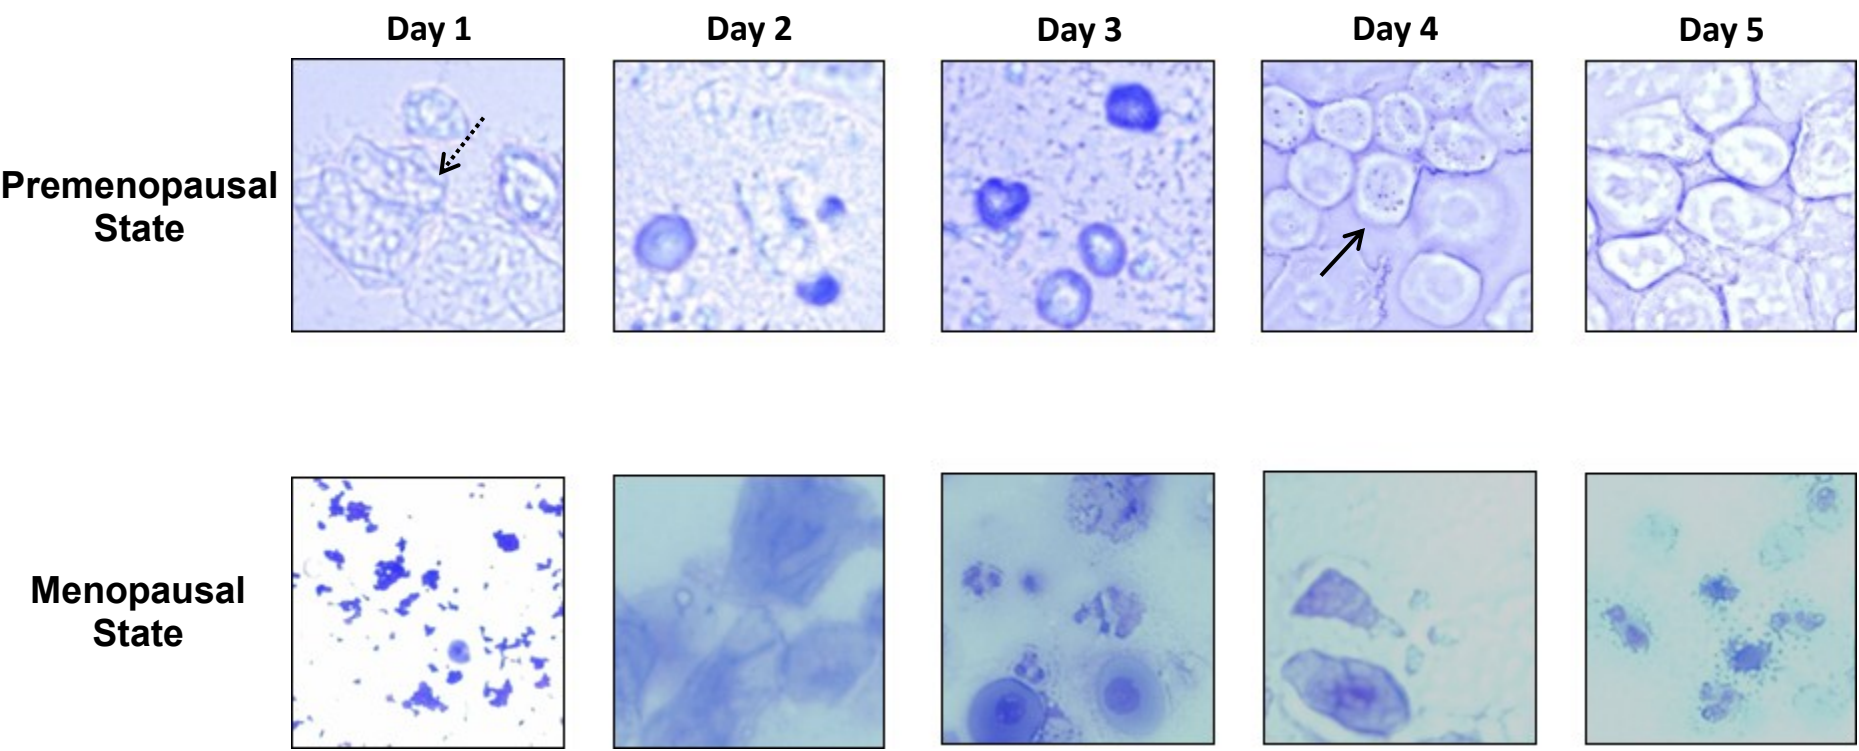 Day 1 Day 2 Day 3 Day 4 Day 5
Premenopausal
State
Menopausal
State